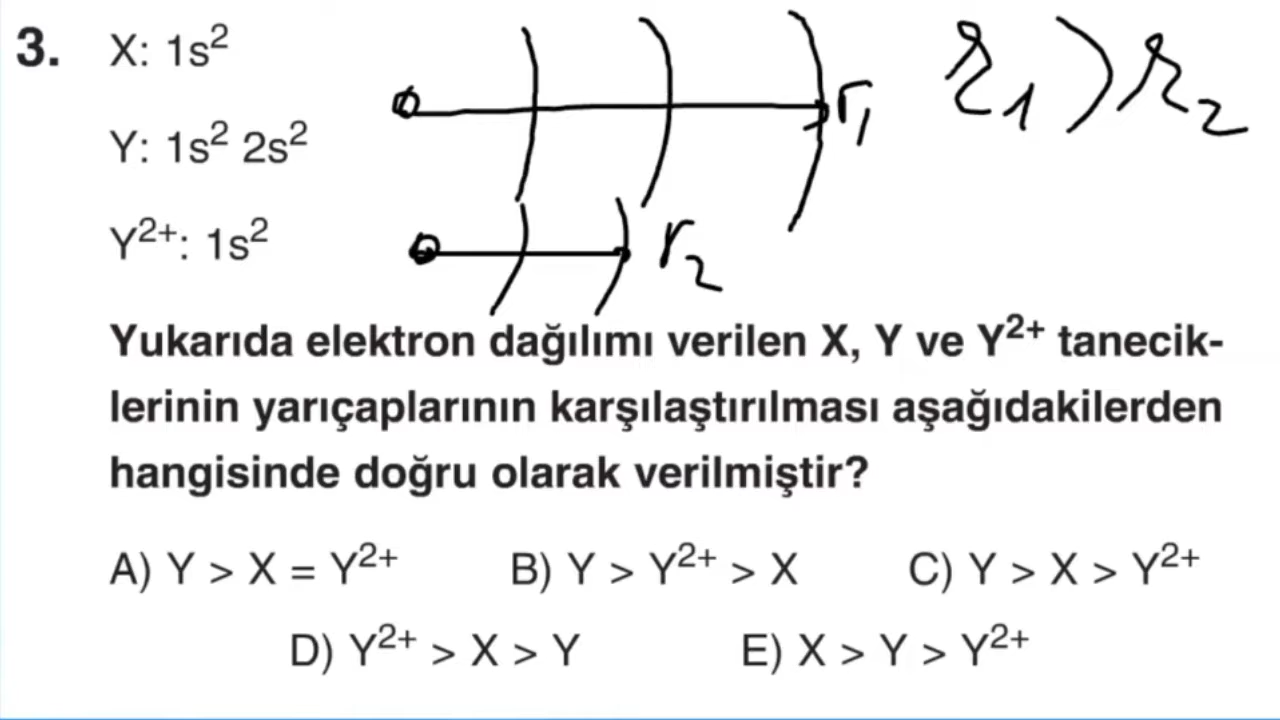 3. X: 1s²
r₁
r₁ > r₂
Y: 1s² 2s²
Y²⁺: 1s²
r₂
Yukarıda elektron dağılımı verilen X, Y ve Y²⁺ tanecik-
lerinin yarıçaplarının karşılaştırılması aşağıdakilerden
hangisinde doğru olarak verilmiştir?
A) Y > X = Y²⁺ B) Y > Y²⁺ > X C) Y > X > Y²⁺
D) Y²⁺ > X > Y E) X > Y > Y²⁺